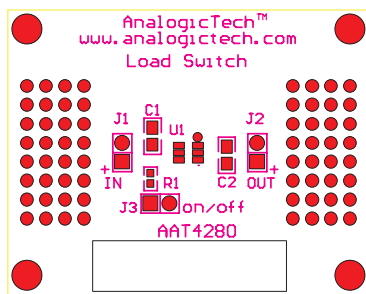 AnalogicTech™
www.analogictech.com
Load Switch
J1
C1
U1
J2
+
IN
R1
C2
+
OUT
J3
on/off
AAT4280